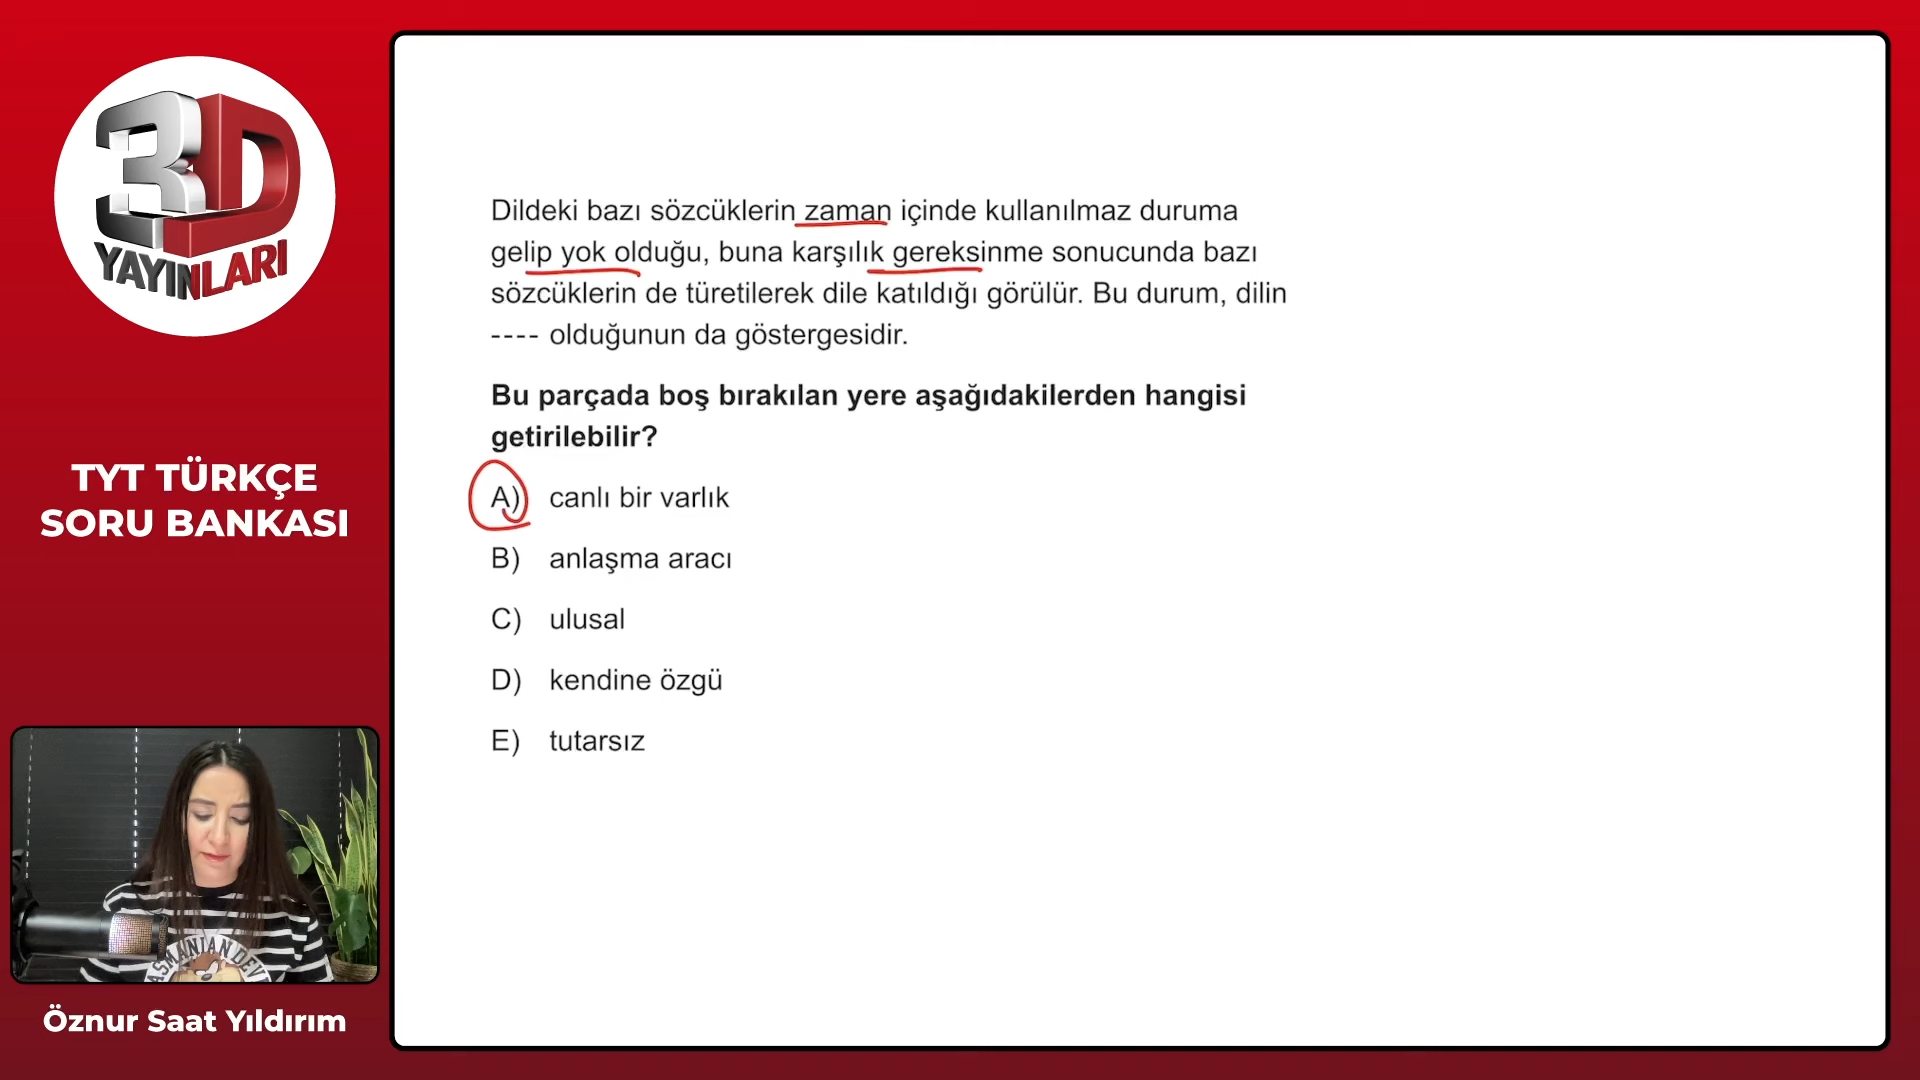 3D
YAYINLARI
TYT TÜRKÇE
SORU BANKASI
Öznur Saat Yıldırım
Dildeki bazı sözcüklerin zaman içinde kullanılmaz duruma
gelip yok olduğu, buna karşılık gereksinme sonucunda bazı
sözcüklerin de türetilerek dile katıldığı görülür. Bu durum, dilin
---- olduğunun da göstergesidir.
Bu parçada boş bırakılan yere aşağıdakilerden hangisi
getirilebilir?
A) canlı bir varlık
B) anlaşma aracı
C) ulusal
D) kendine özgü
E) tutarsız